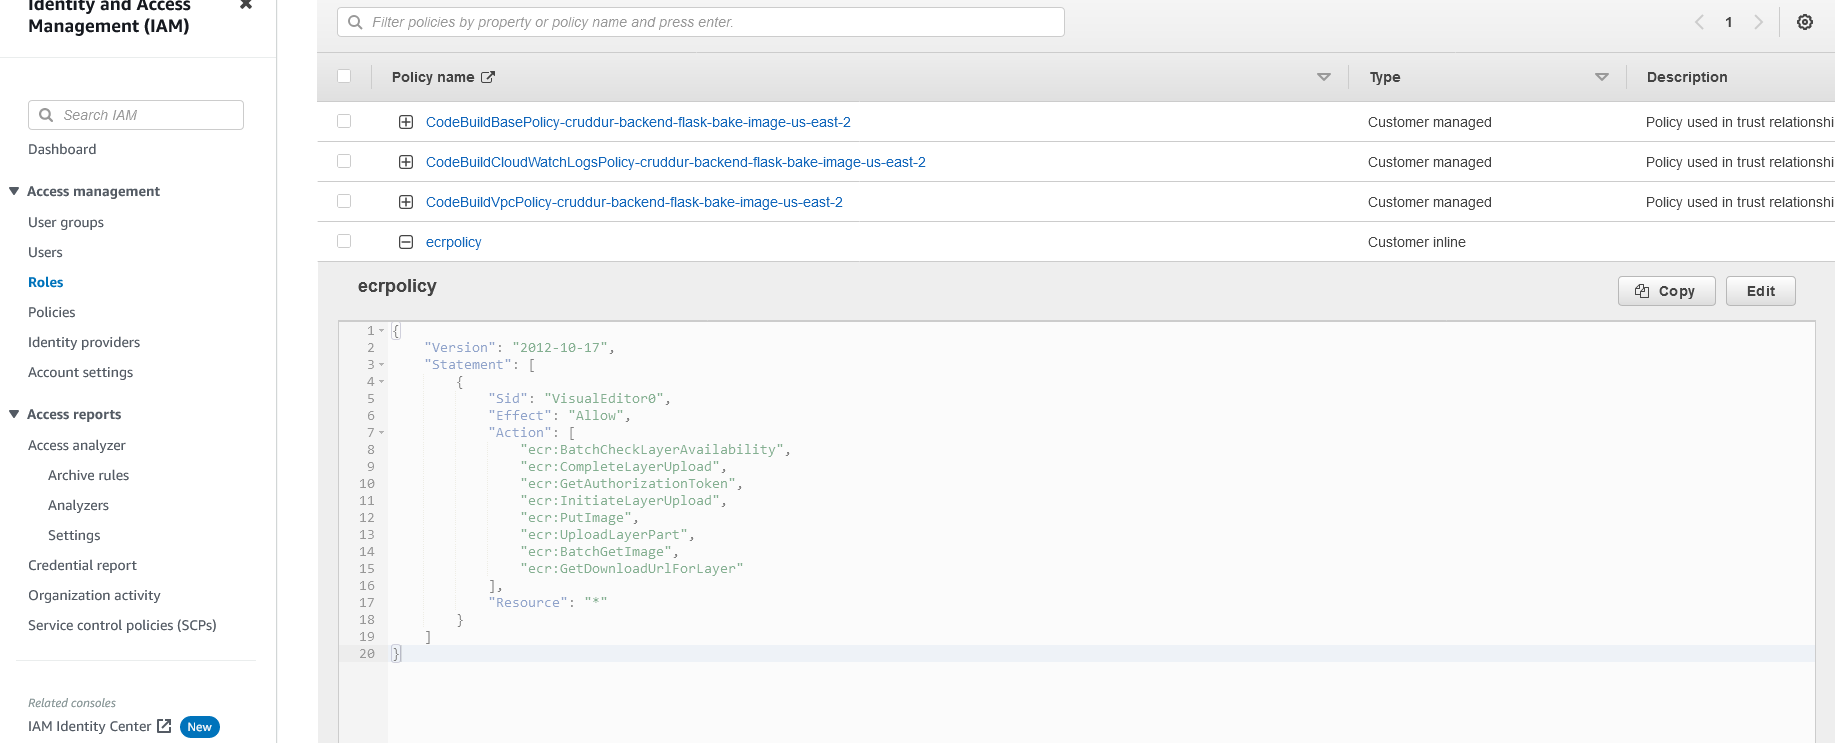 Identity and Access
Management (IAM)
Search IAM
Dashboard
Access management
User groups
Users
Roles
Policies
Identity providers
Account settings
Access reports
Access analyzer
Archive rules
Analyzers
Settings
Credential report
Organization activity
Service control policies (SCPs)
Related consoles
IAM Identity Center New
Filter policies by property or policy name and press enter.
1
Policy name Type Description
CodeBuildBasePolicy-cruddur-backend-flask-bake-image-us-east-2 Customer managed Policy used in trust relationshi
CodeBuildCloudWatchLogsPolicy-cruddur-backend-flask-bake-image-us-east-2 Customer managed Policy used in trust relationshi
CodeBuildVpcPolicy-cruddur-backend-flask-bake-image-us-east-2 Customer managed Policy used in trust relationshi
ecrpolicy Customer inline
ecrpolicy Copy Edit
1 {
2 "Version": "2012-10-17",
3 "Statement": [
4 {
5 "Sid": "VisualEditor0",
6 "Effect": "Allow",
7 "Action": [
8 "ecr:BatchCheckLayerAvailability",
9 "ecr:CompleteLayerUpload",
10 "ecr:GetAuthorizationToken",
11 "ecr:InitiateLayerUpload",
12 "ecr:PutImage",
13 "ecr:UploadLayerPart",
14 "ecr:BatchGetImage",
15 "ecr:GetDownloadUrlForLayer"
16 ],
17 "Resource": "*"
18 }
19 ]
20 }